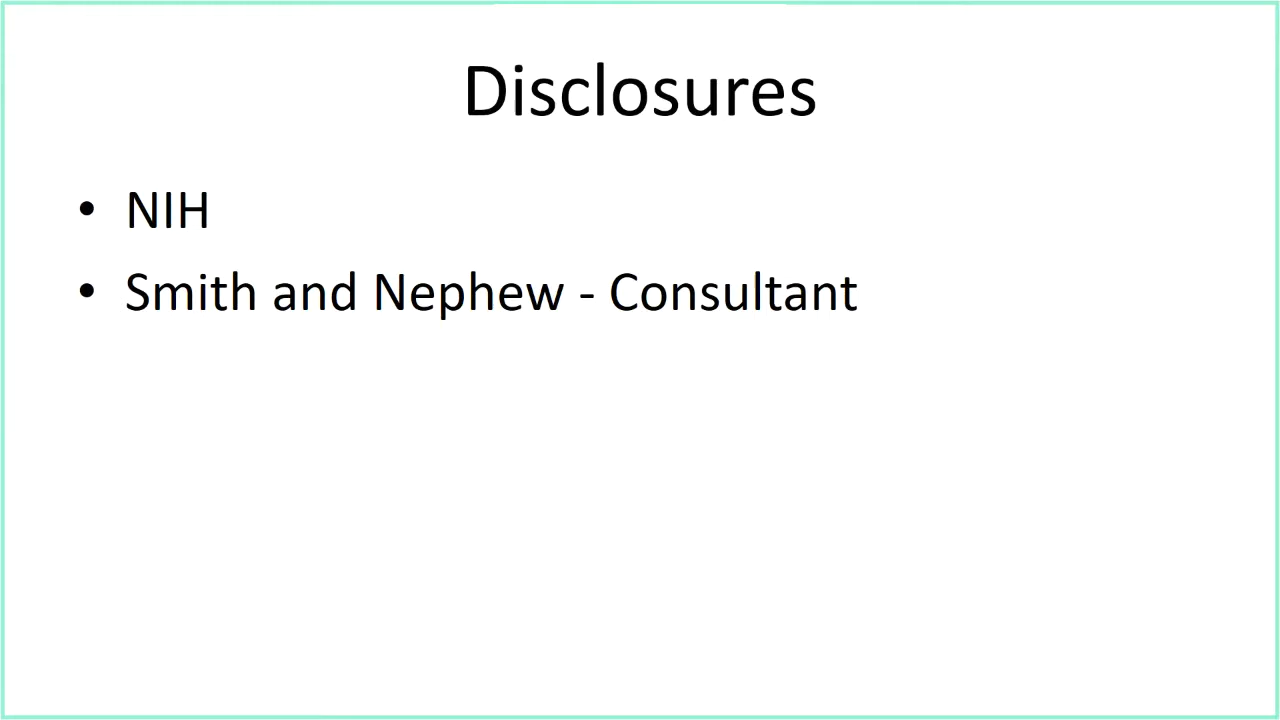 Disclosures
• NIH
• Smith and Nephew - Consultant